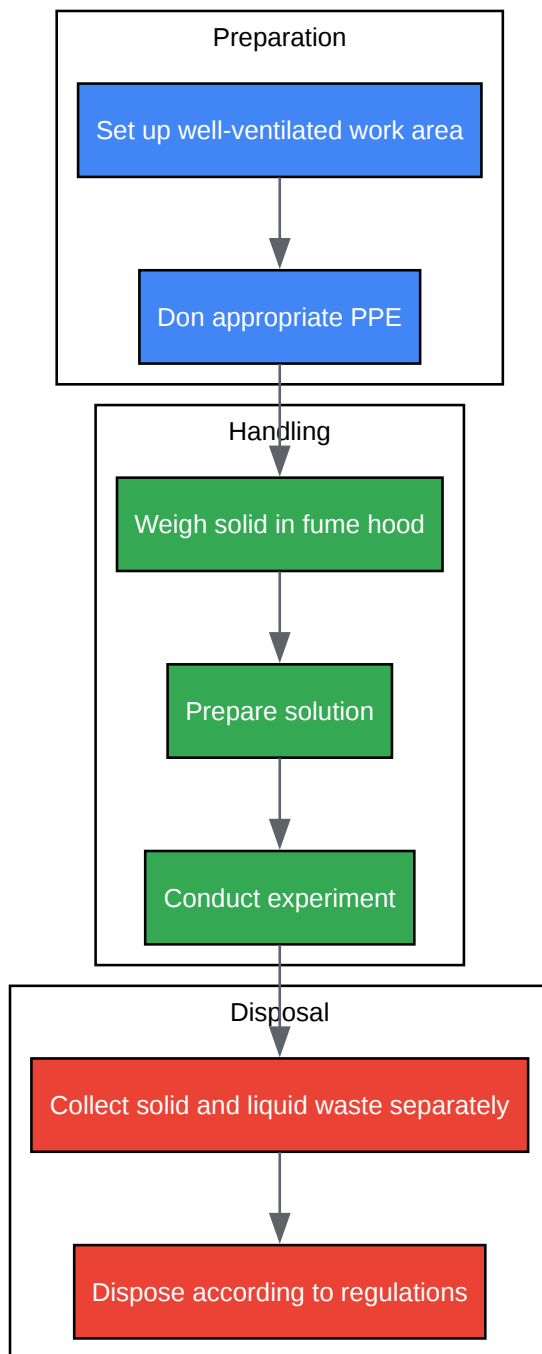 Preparation
Set up well-ventilated work area
Don appropriate PPE
Handling
Weigh solid in fume hood
Prepare solution
Conduct experiment
Disposal
Collect solid and liquid waste separately
Dispose according to regulations